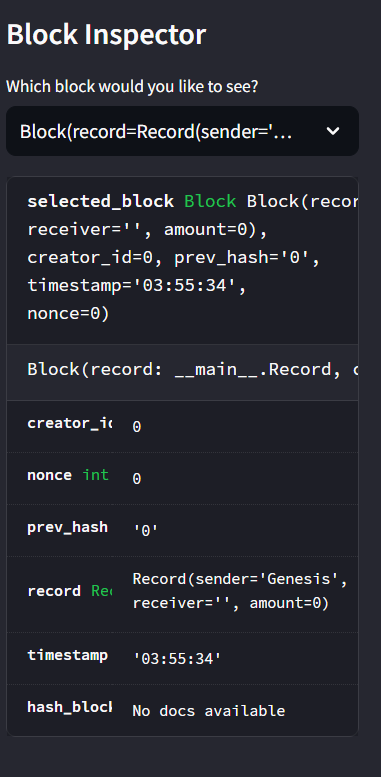 Block Inspector
Which block would you like to see?
Block(record=Record(sender='...
selected_block Block Block(recor
receiver='', amount=0),
creator_id=0, prev_hash='0',
timestamp='03:55:34',
nonce=0)
Block(record: __main__.Record, c
creator_id 0
nonce int 0
prev_hash '0'
record Rec Record(sender='Genesis',
receiver='', amount=0)
timestamp '03:55:34'
hash_block No docs available